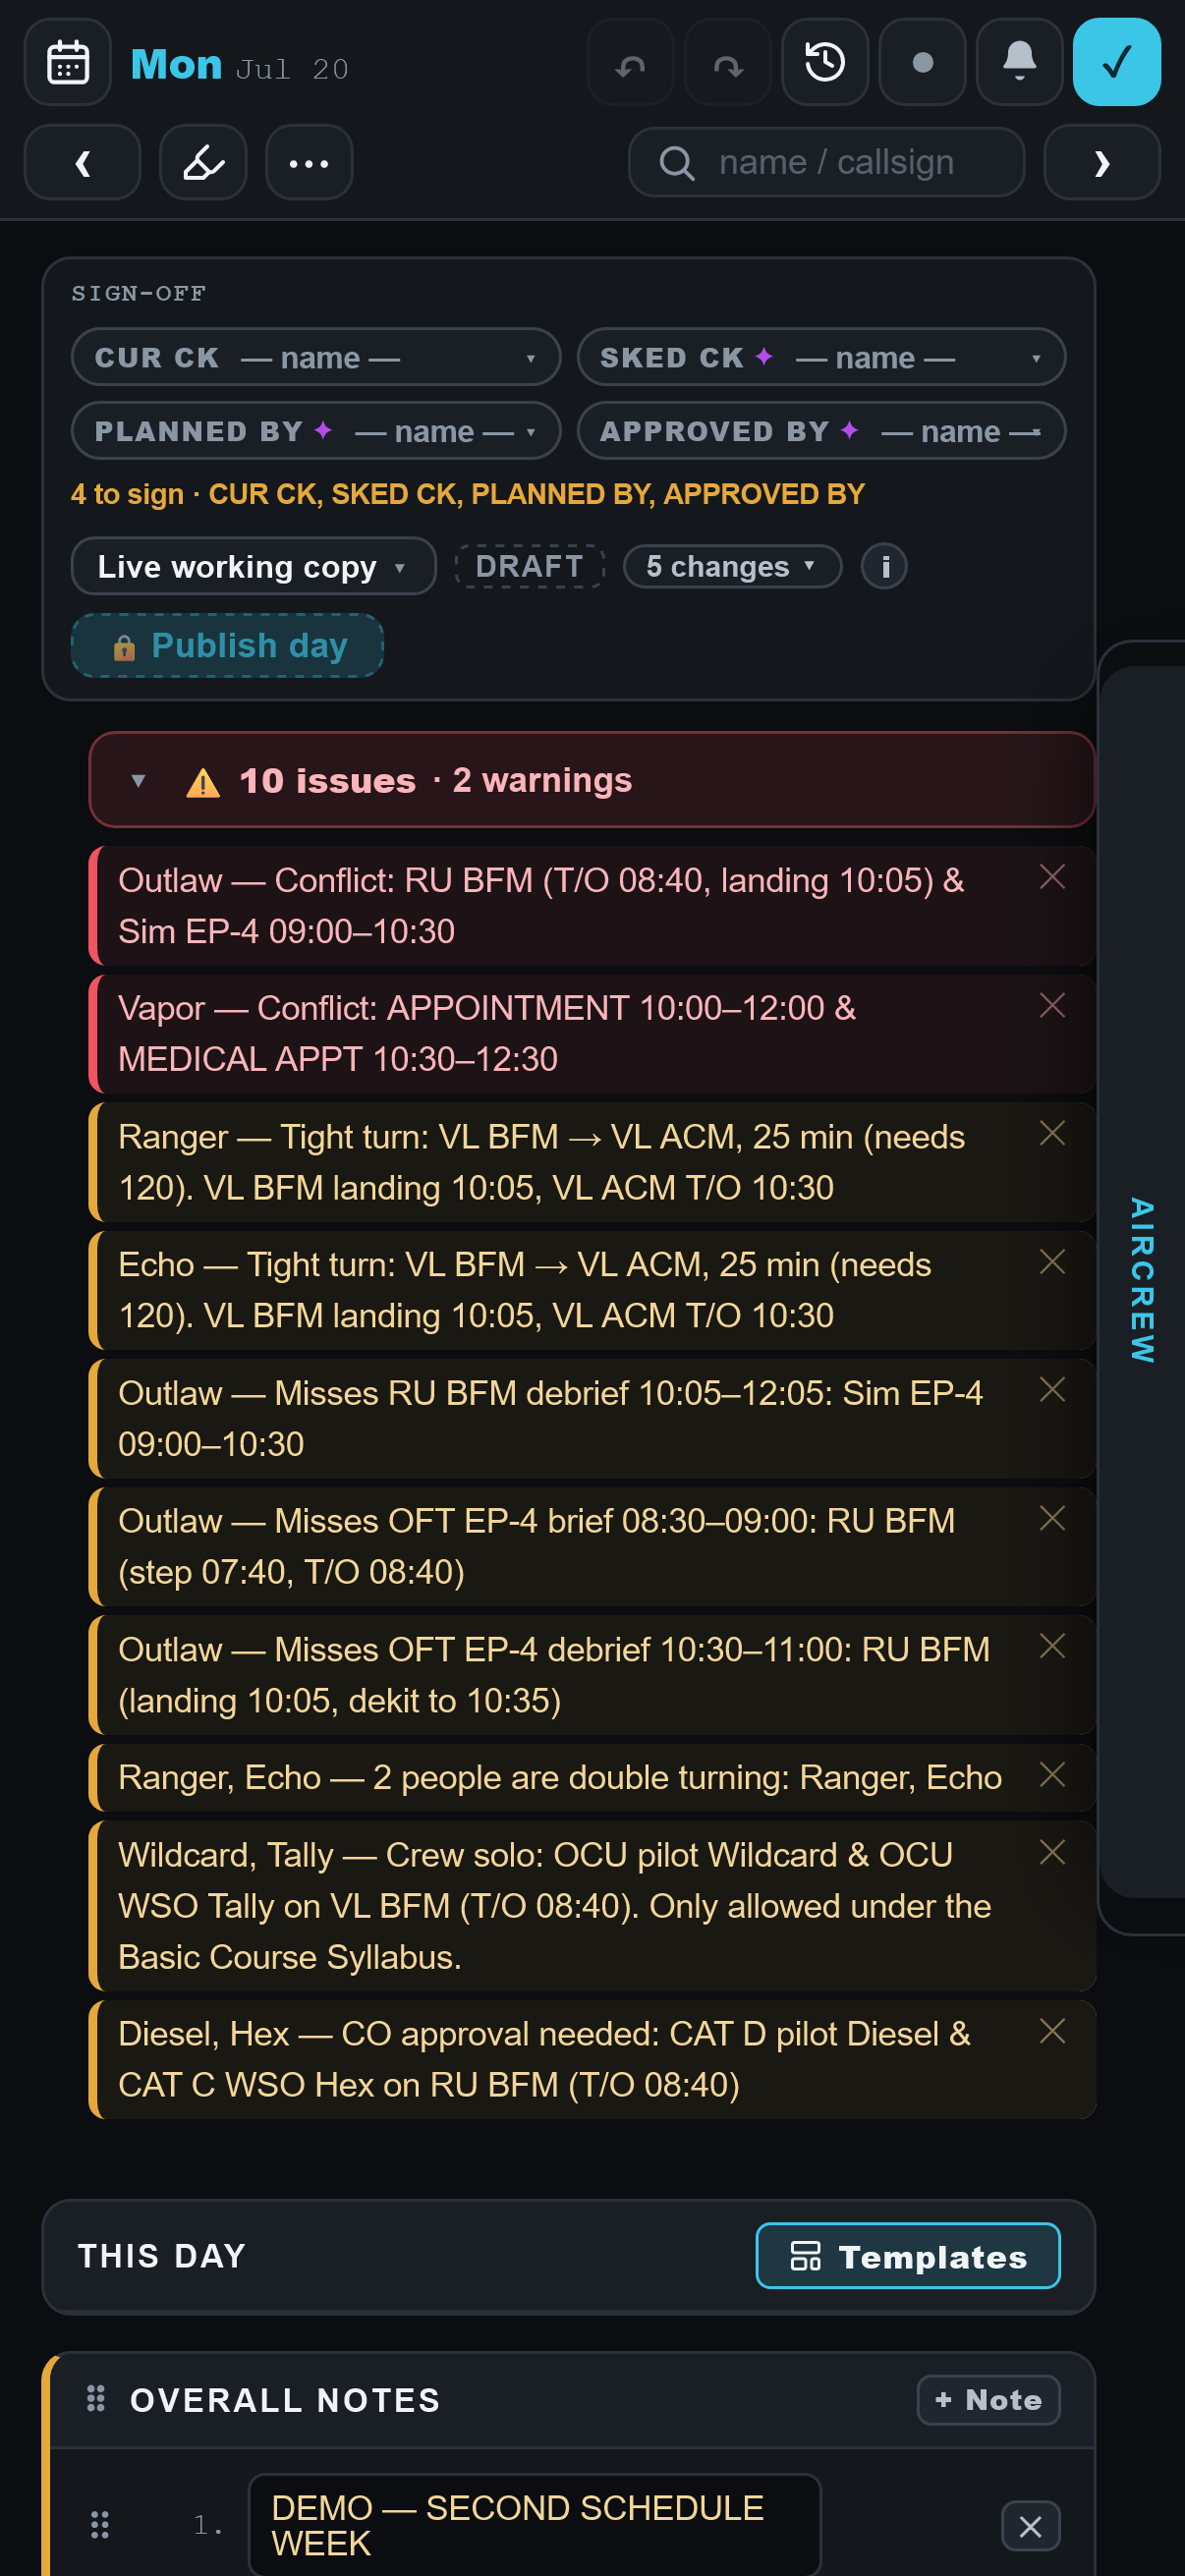 Mon Jul 20
name / callsign
SIGN-OFF
CUR CK — name —
SKED CK — name —
PLANNED BY — name —
APPROVED BY — name —
4 to sign · CUR CK, SKED CK, PLANNED BY, APPROVED BY
Live working copy DRAFT 5 changes i
Publish day
10 issues · 2 warnings
Outlaw — Conflict: RU BFM (T/O 08:40, landing 10:05) &
Sim EP-4 09:00–10:30
Vapor — Conflict: APPOINTMENT 10:00–12:00 &
MEDICAL APPT 10:30–12:30
Ranger — Tight turn: VL BFM → VL ACM, 25 min (needs
120). VL BFM landing 10:05, VL ACM T/O 10:30
Echo — Tight turn: VL BFM → VL ACM, 25 min (needs
120). VL BFM landing 10:05, VL ACM T/O 10:30
Outlaw — Misses RU BFM debrief 10:05–12:05: Sim EP-4
09:00–10:30
Outlaw — Misses OFT EP-4 brief 08:30–09:00: RU BFM
(step 07:40, T/O 08:40)
Outlaw — Misses OFT EP-4 debrief 10:30–11:00: RU BFM
(landing 10:05, dekit to 10:35)
Ranger, Echo — 2 people are double turning: Ranger, Echo
Wildcard, Tally — Crew solo: OCU pilot Wildcard & OCU
WSO Tally on VL BFM (T/O 08:40). Only allowed under the
Basic Course Syllabus.
Diesel, Hex — CO approval needed: CAT D pilot Diesel &
CAT C WSO Hex on RU BFM (T/O 08:40)
AIRCREW
THIS DAY
Templates
OVERALL NOTES
+ Note
1. DEMO — SECOND SCHEDULE
WEEK